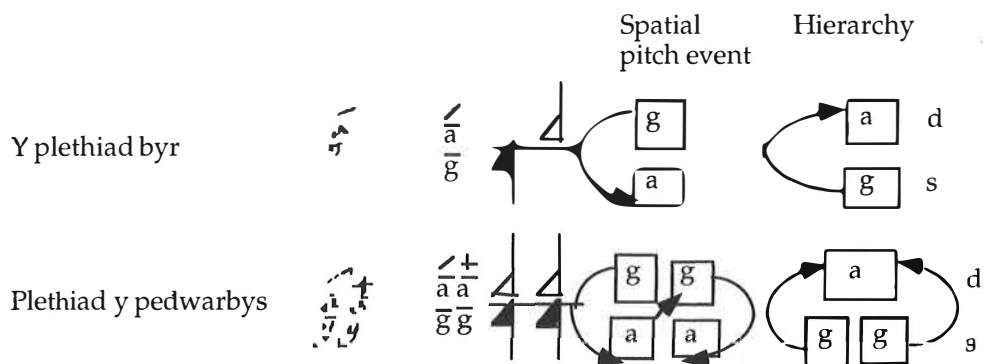 Spatial
pitch event
Hierarchy
Y plethiad byr
a
g
g
a
a
d
g
s
Plethiad y pedwarbys
a a
g g
g g
a a
a
d
g g
s